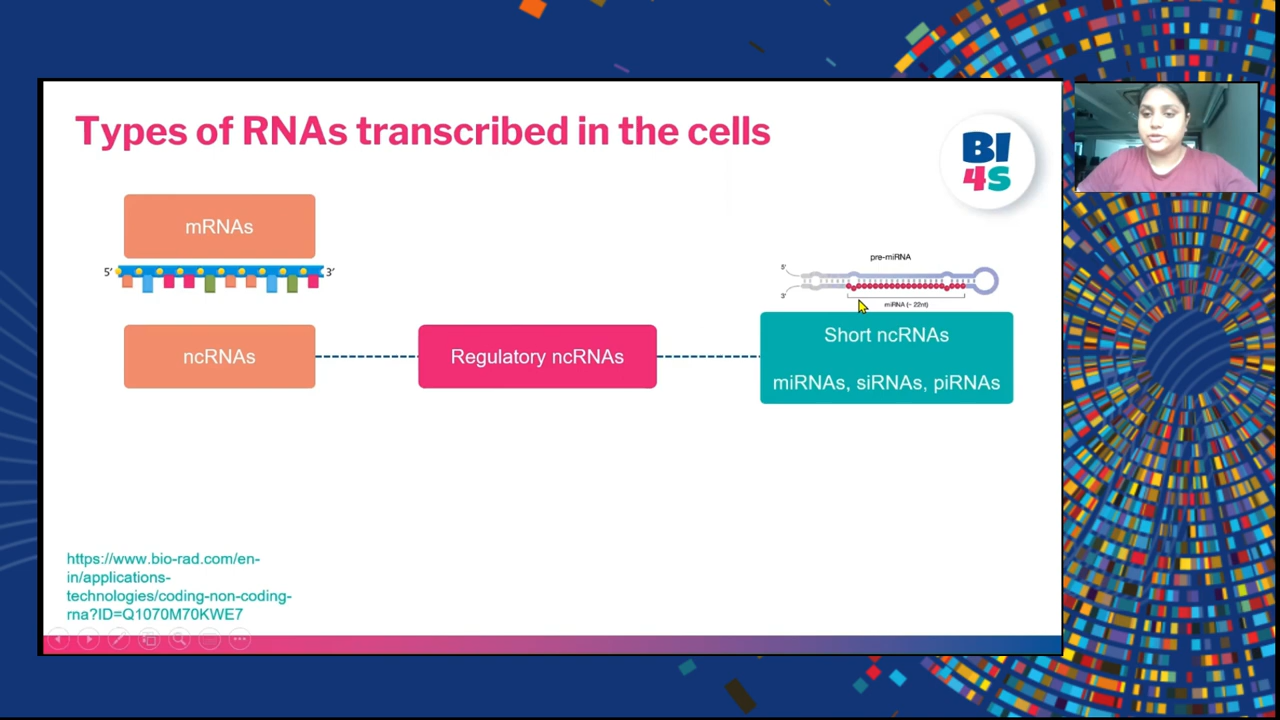 Types of RNAs transcribed in the cells
BI
4S
mRNAs
5' 3'
pre-miRNA
5'
3'
miRNA (~ 22nt)
ncRNAs
Regulatory ncRNAs
Short ncRNAs
miRNAs, siRNAs, piRNAs
https://www.bio-rad.com/en-
in/applications-
technologies/coding-non-coding-
rna?ID=Q1070M70KWE7